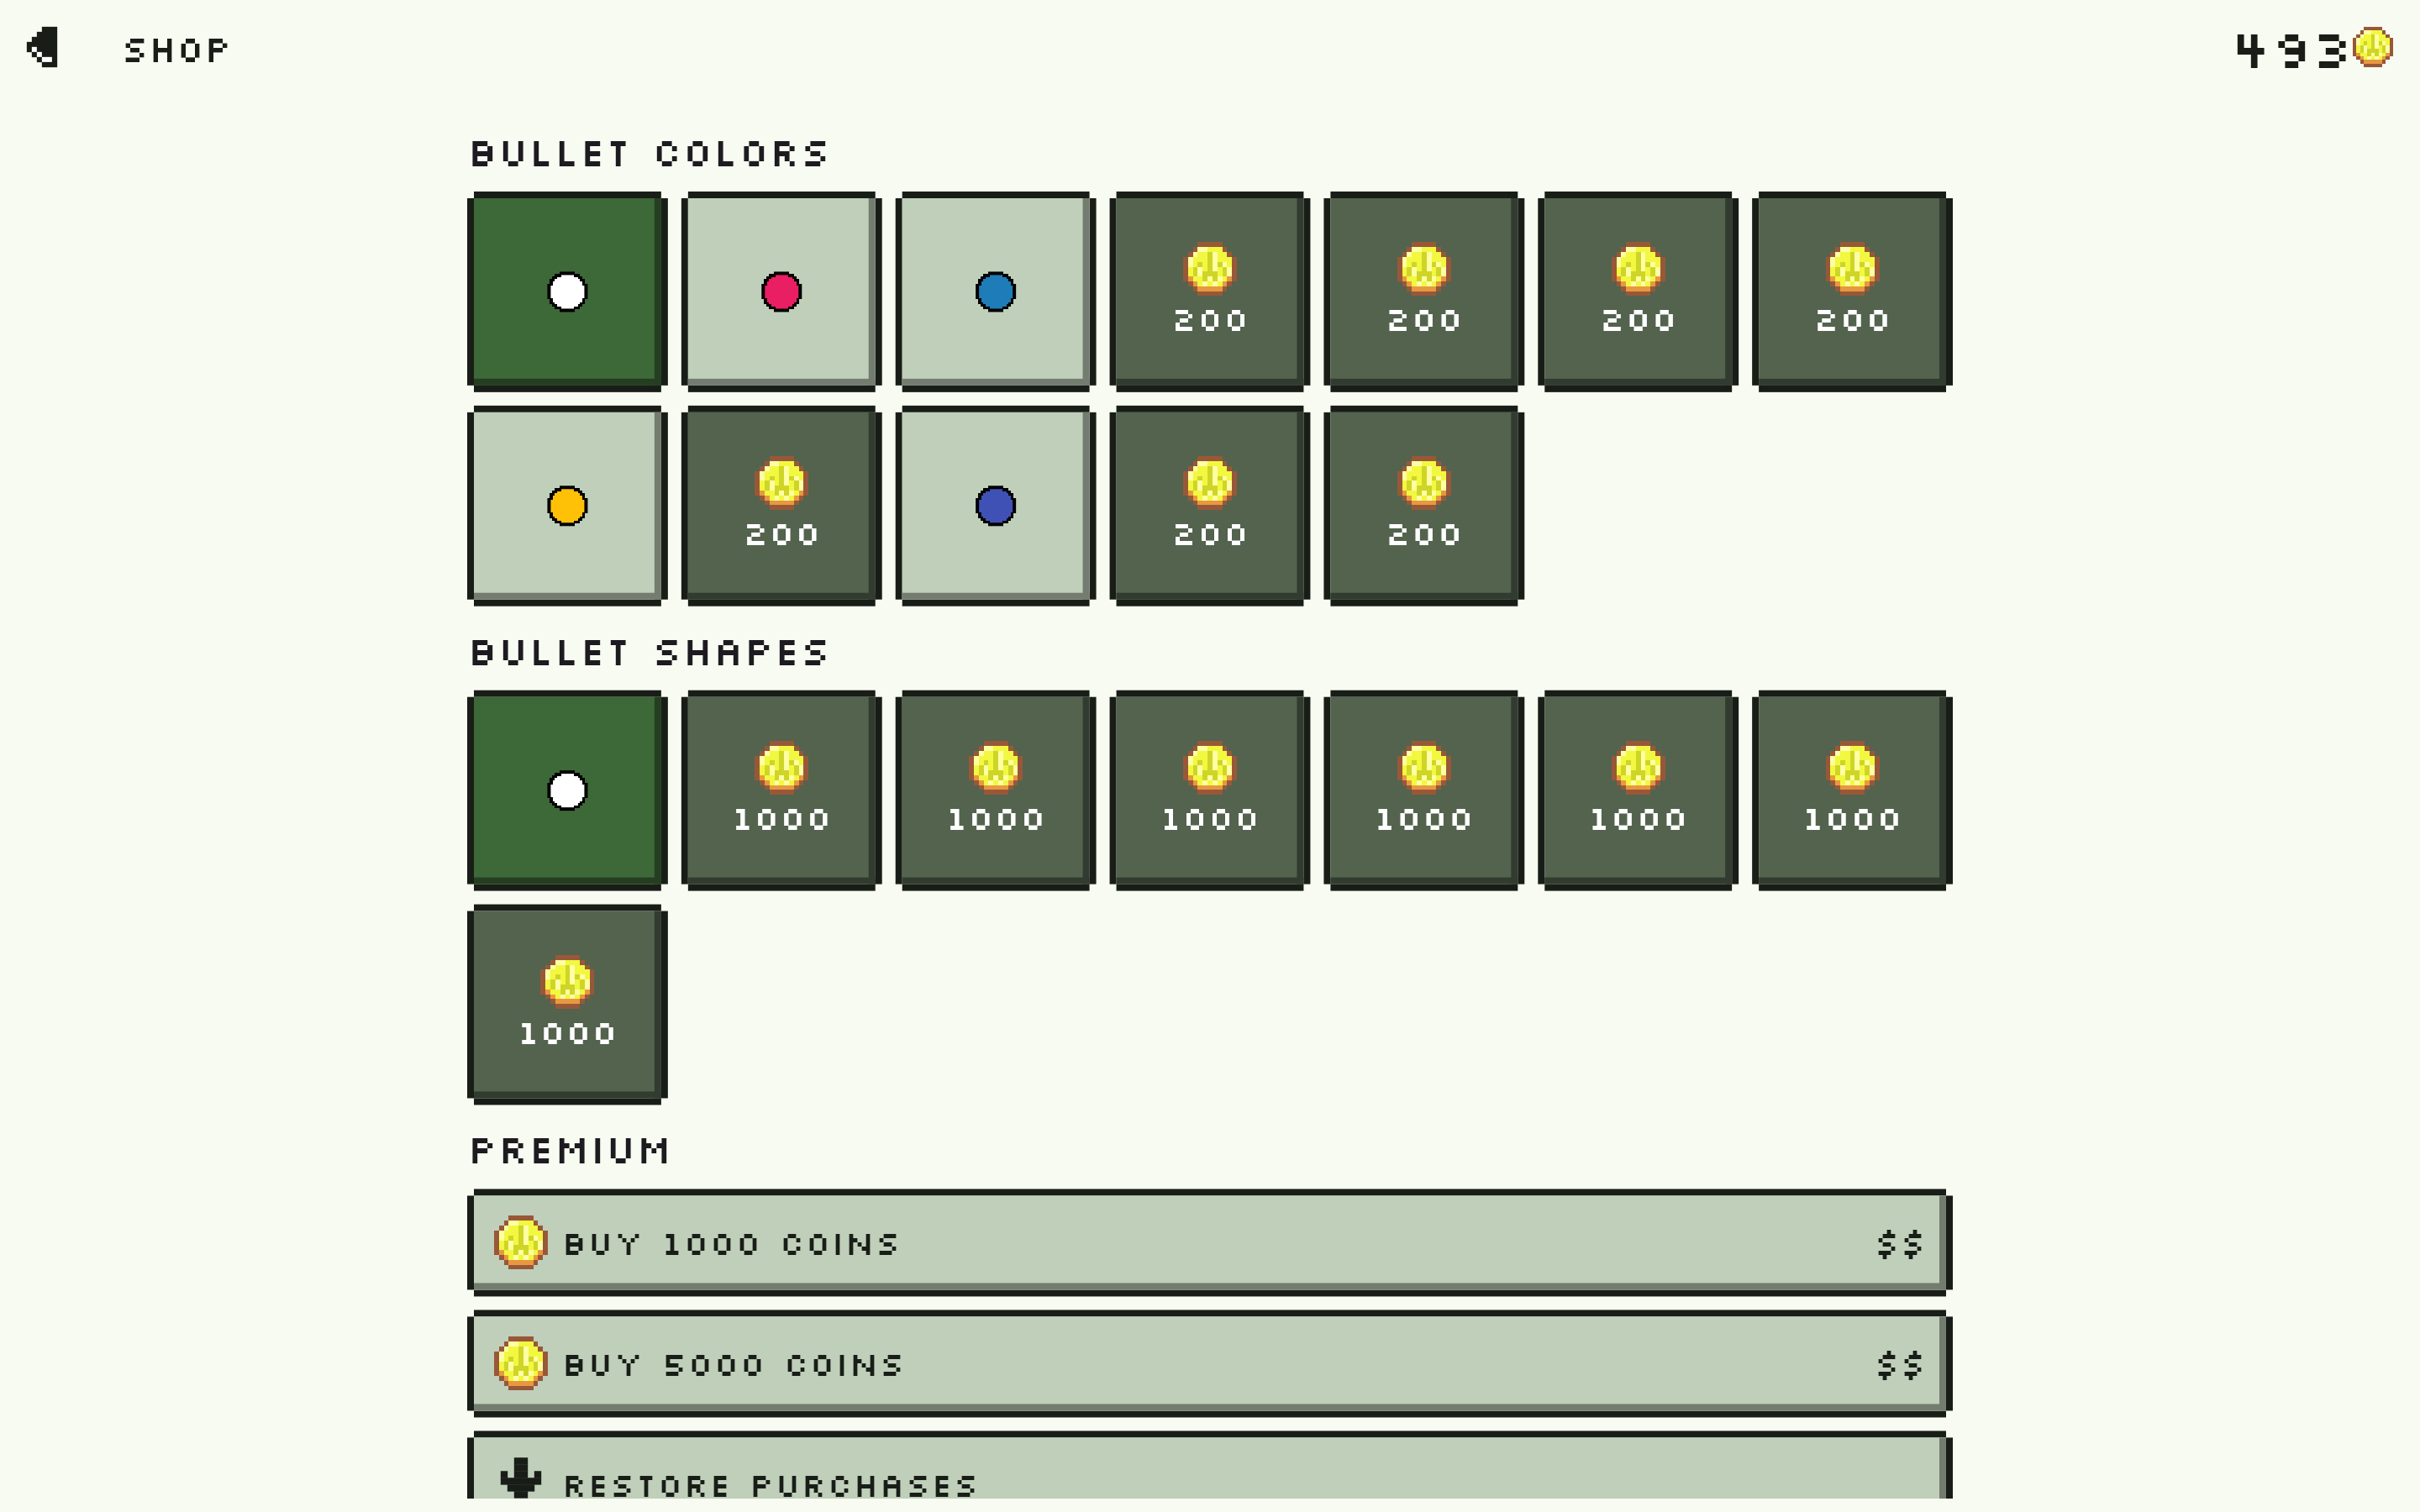 SHOP
493
BULLET COLORS
200 200 200 200
200 200 200
BULLET SHAPES
1000 1000 1000 1000 1000 1000
1000
PREMIUM
BUY 1000 COINS $$
BUY 5000 COINS $$
RESTORE PURCHASES